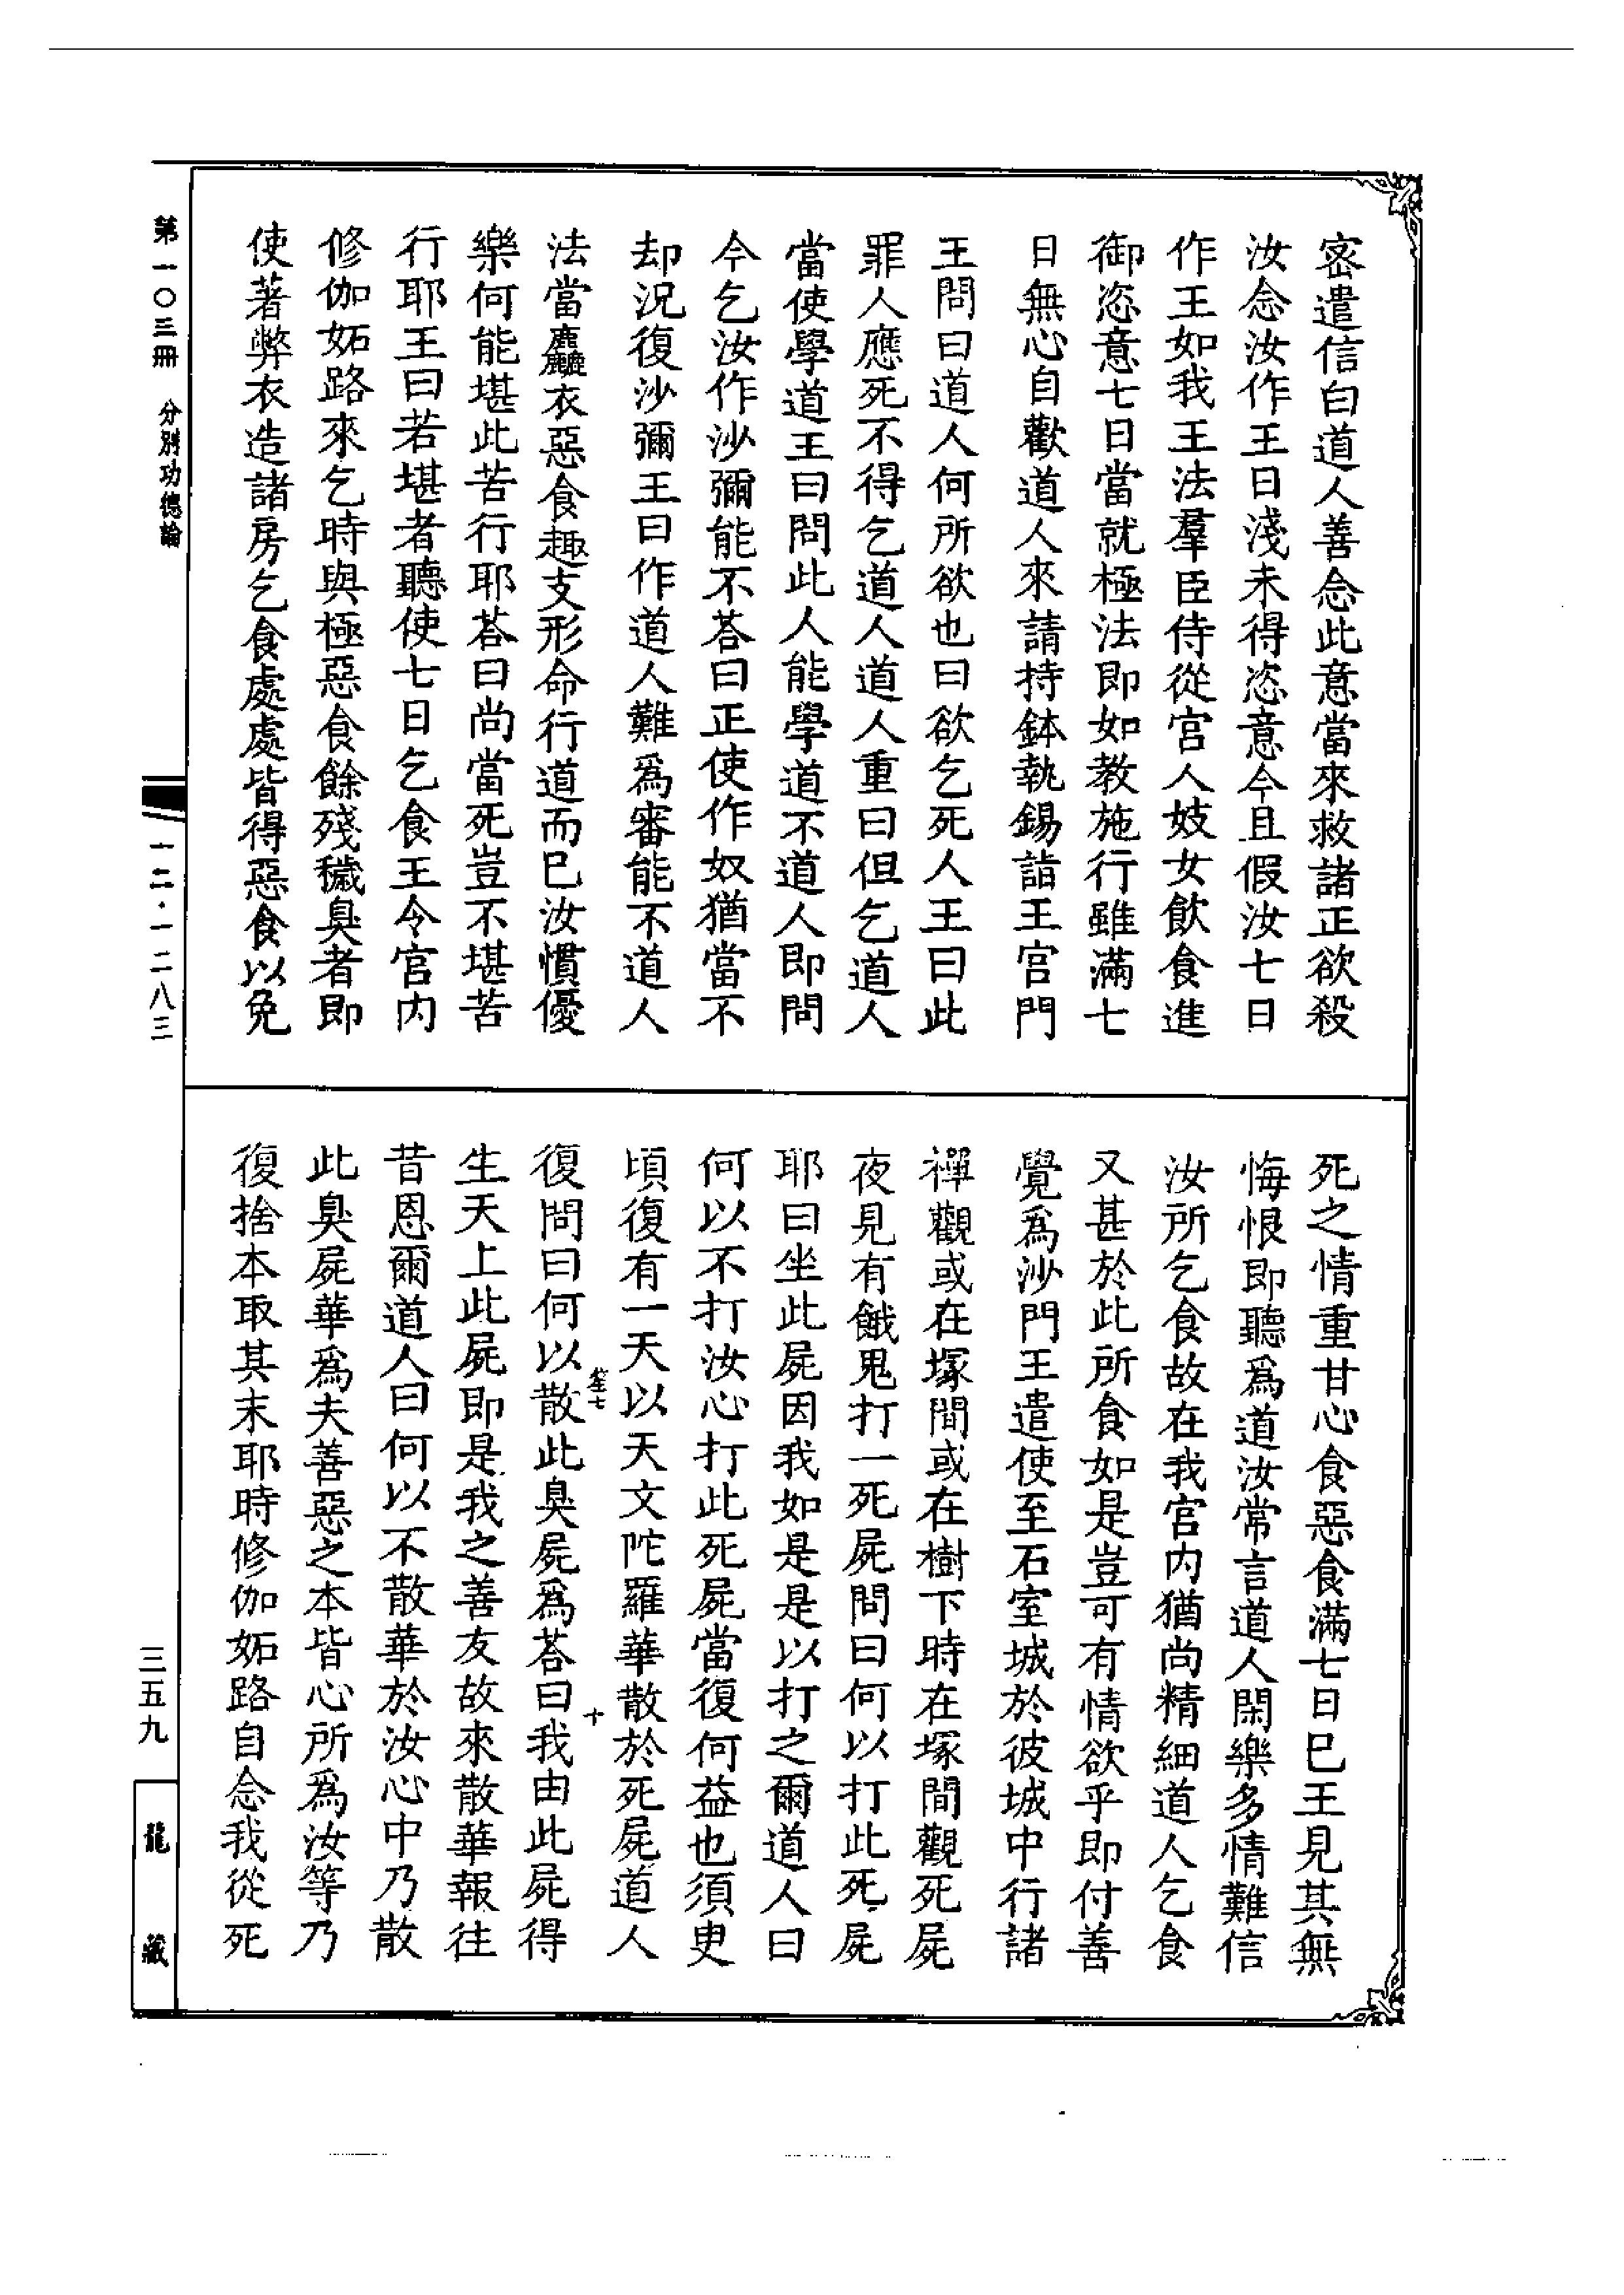 密遣信白道人善念此意當來救諸正欲殺
汝念汝作王日淺未得恣意今且假汝七日
作王如我王法羣臣侍從宫人妓女飲食進
御恣意七日當就極法即如教施行雖滿七
日無心自歡道人來請持鉢執錫詣王宫門
王問曰道人何所欲也曰欲乞死人王曰此
罪人應死不得乞道人道人重曰但乞道人
當使學道王曰問此人能學道不道人即問
今乞汝作沙彌能不荅曰正使作奴猶當不
却況復沙彌王曰作道人難爲審能不道人
法當麤衣惡食趣支形命行道而已汝慣優
樂何能堪此苦行耶荅曰尚當死豈不堪苦
行耶王曰若堪者聽使七日乞食王令宫内
修伽妬路來乞時與極惡食餘殘穢臭者即
使著弊衣造諸房乞食處處皆得惡食以免
死之情重甘心食惡食滿七日已王見其無
悔恨即聽爲道汝常言道人閑樂多情難信
汝所乞食故在我宫内猶尚精細道人乞食
又甚於此所食如是豈可有情欲乎即付善
覺爲沙門王遣使至石室城於彼城中行諸
禪觀或在塚間或在樹下時在塚間觀死屍
夜見有餓鬼打一死屍問曰何以打此死屍
耶曰坐此屍因我如是是以打之爾道人曰
何以不打汝心打此死屍當復何益也須臾
頃復有一天以天文陀羅華散於死屍道人
復問曰何以散此臭屍爲荅曰我由此屍得
生天上此屍即是我之善友故來散華報往
昔恩爾道人曰何以不散華於汝心中乃散
此臭屍華爲夫善惡之本皆心所爲汝等乃
復捨本取其末耶時修伽妬路自念我從死
十
第一〇三冊 分別功德論
一二·一二八三
三五九
龍藏